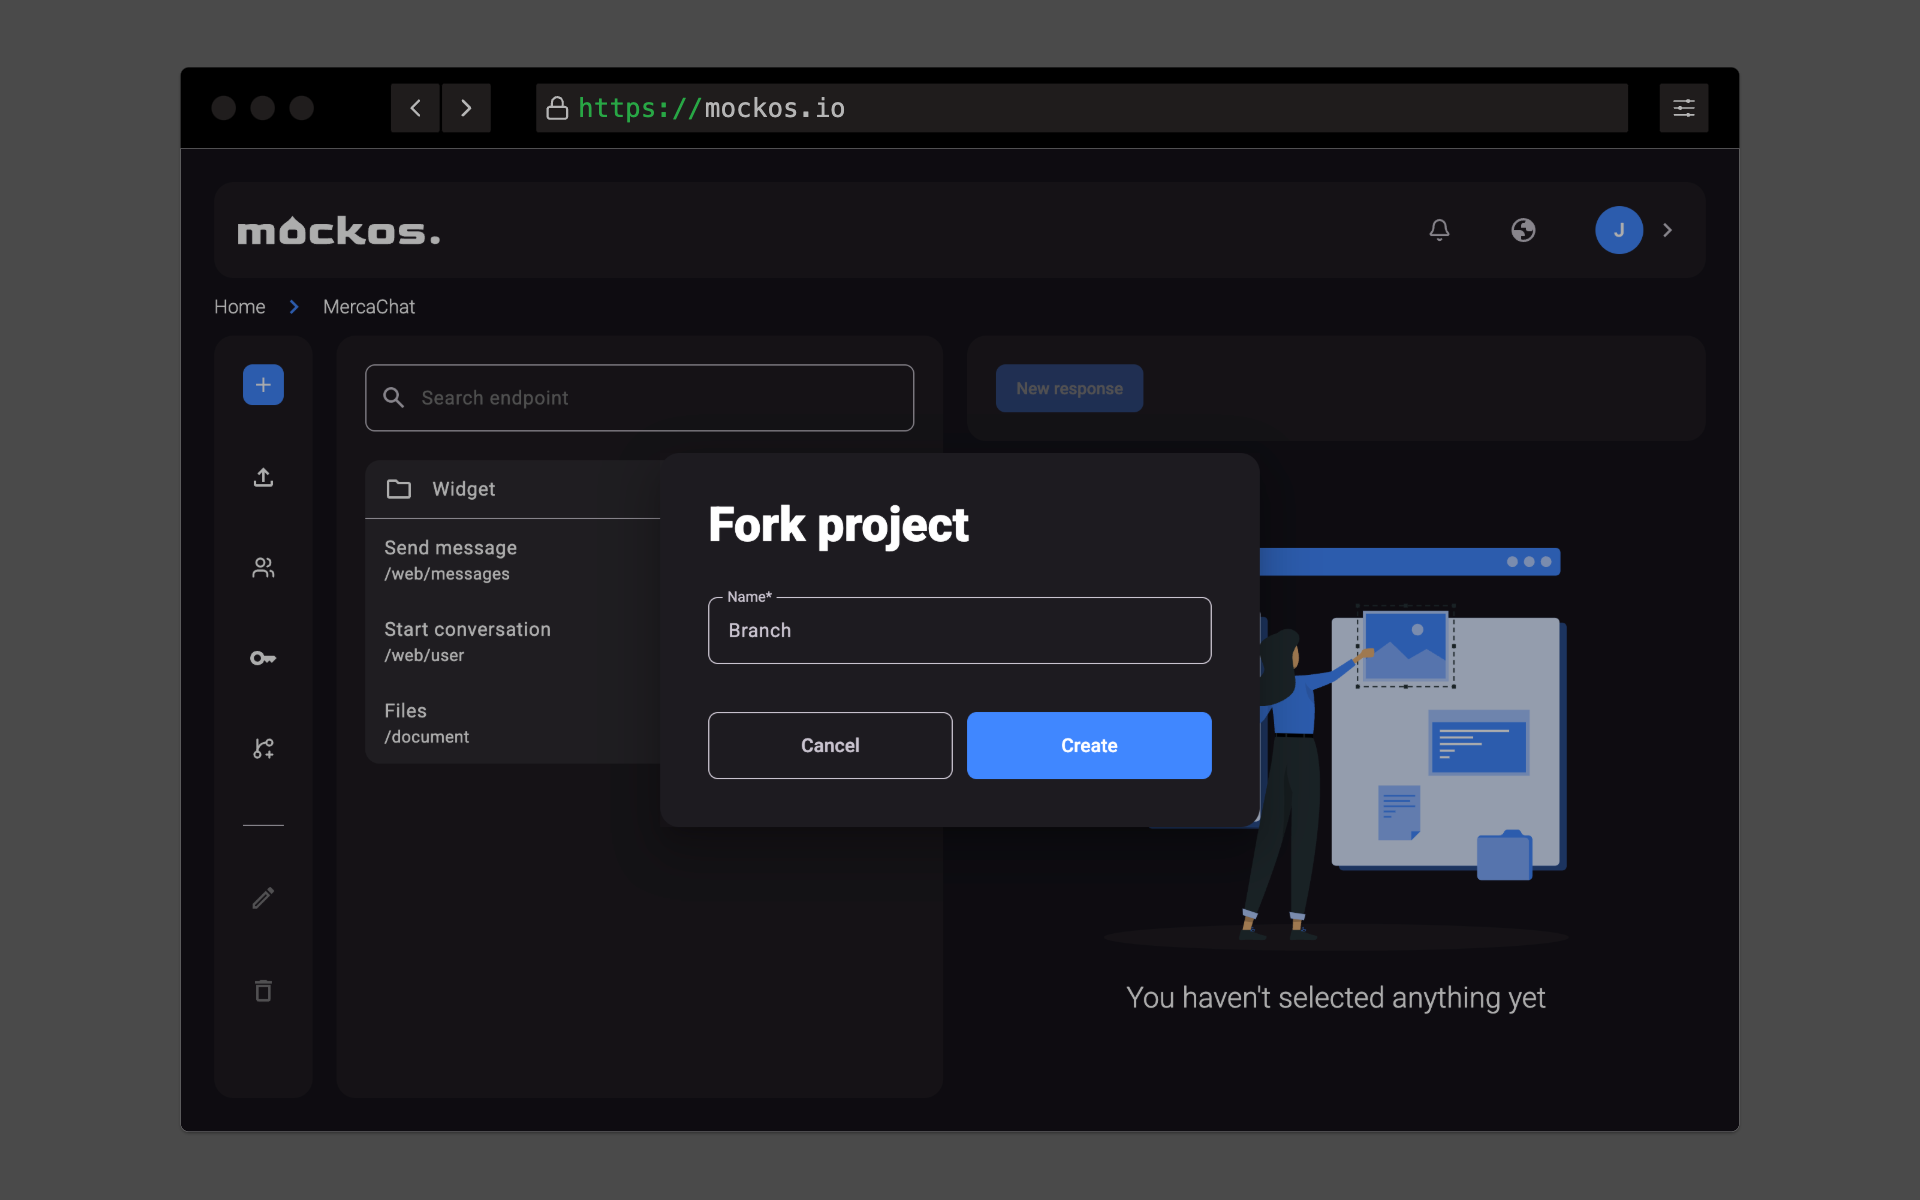 https://mockos.io
mockos.
J
Home
MercaChat
Search endpoint
New response
Widget
Send message
/web/messages
Start conversation
/web/user
Files
/document
Fork project
Name*
Branch
Cancel
Create
You haven't selected anything yet